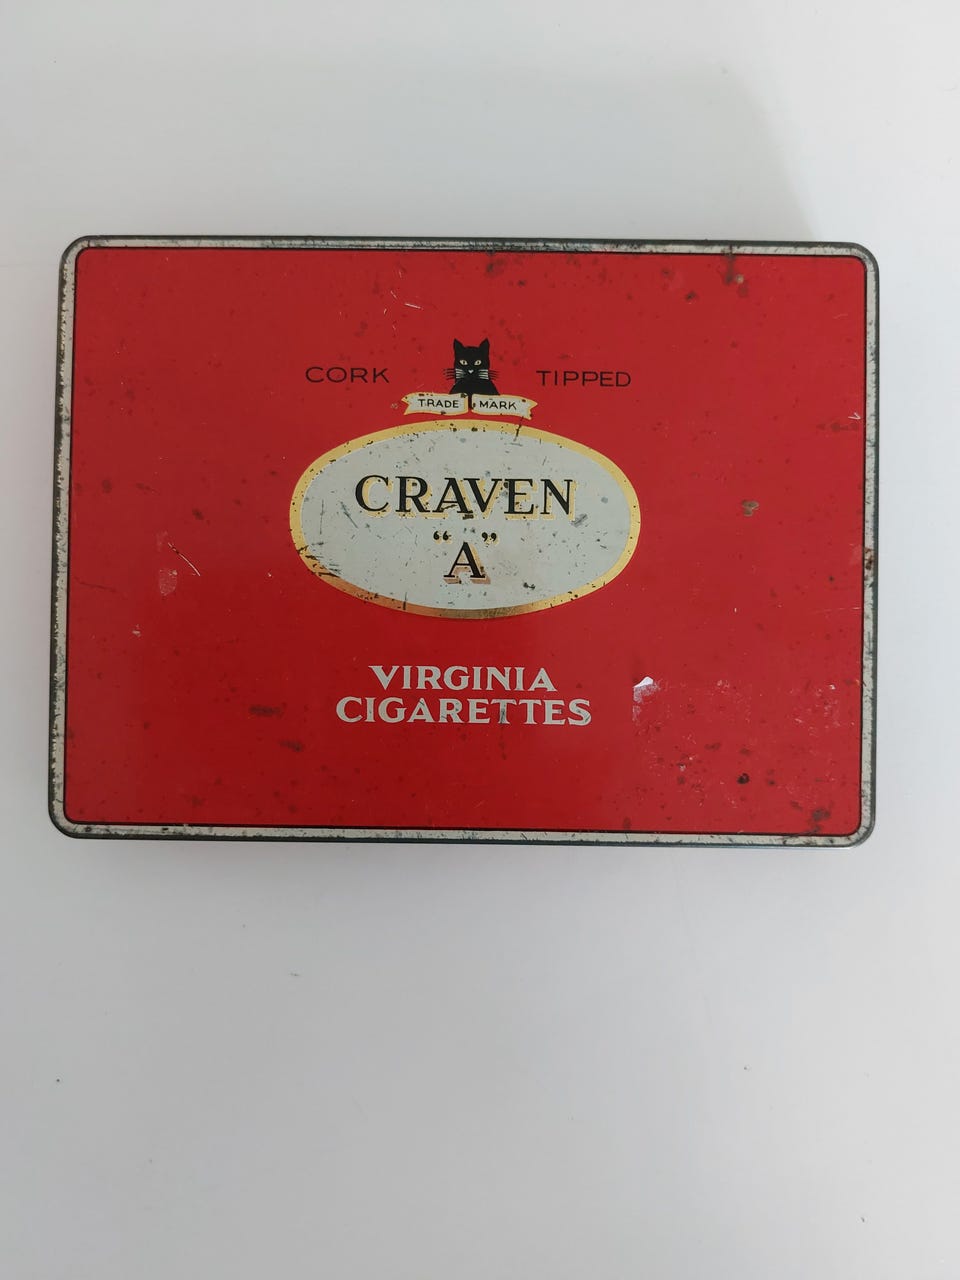 CORK TIPPED
TRADE MARK
CRAVEN
“A”
VIRGINIA
CIGARETTES